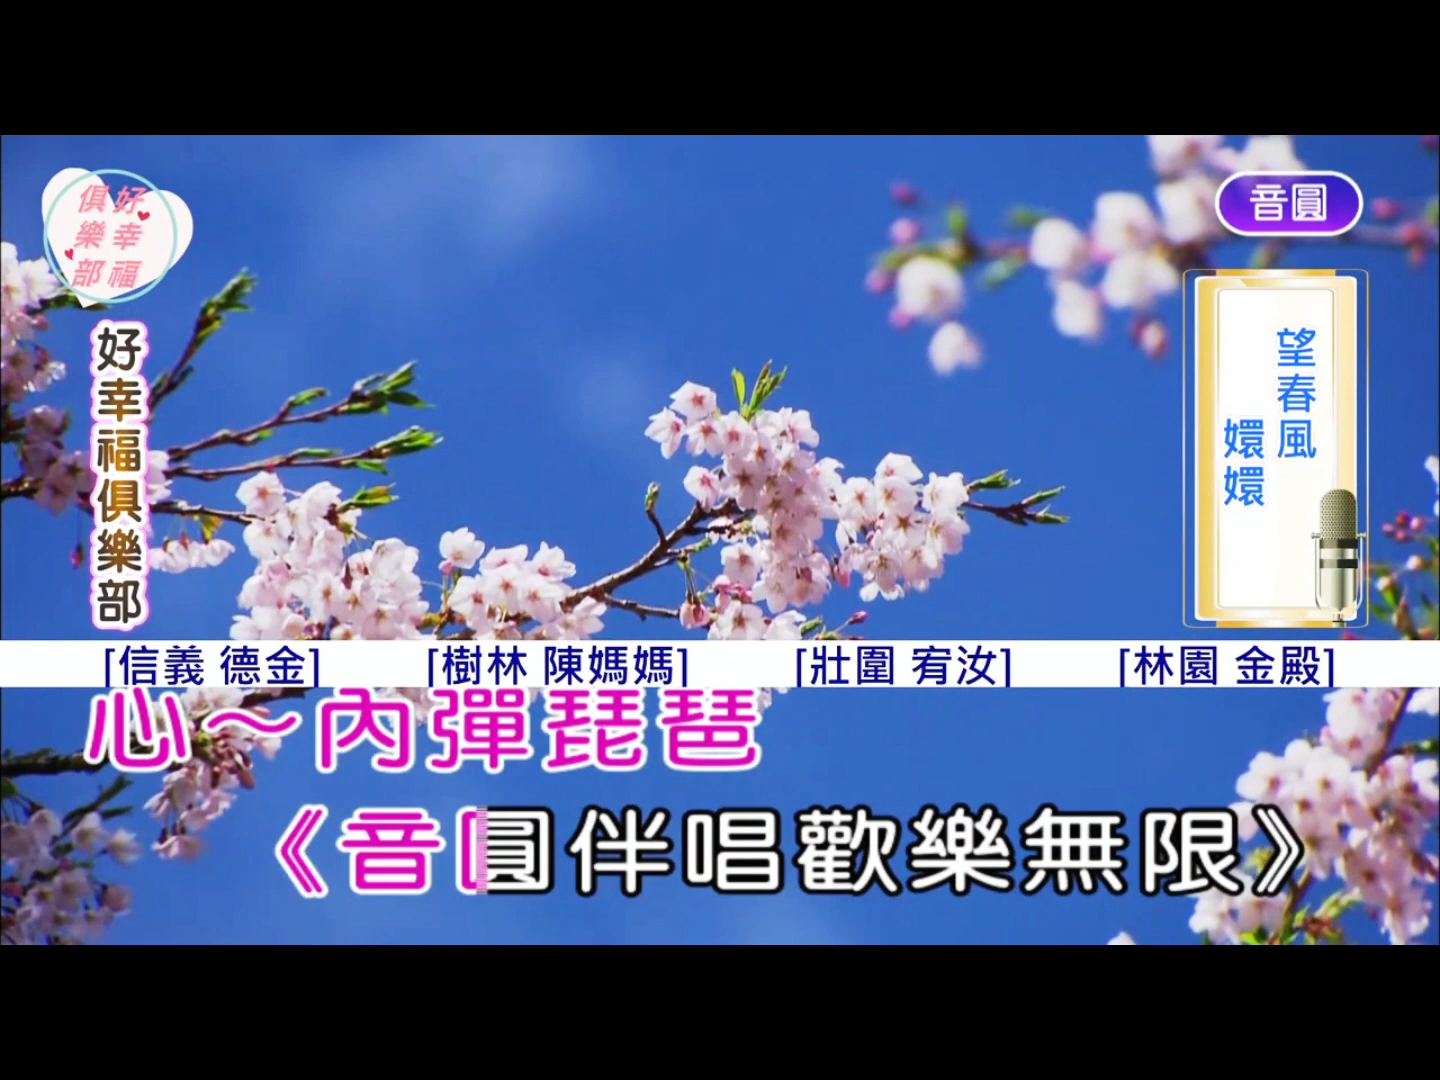 好幸福
俱樂部
音圓
好幸福俱樂部
望春風
嬛嬛
[信義 德金] [樹林 陳媽媽] [壯圍 宥汝] [林園 金殿]
心～內彈琵琶
《音圓伴唱歡樂無限》